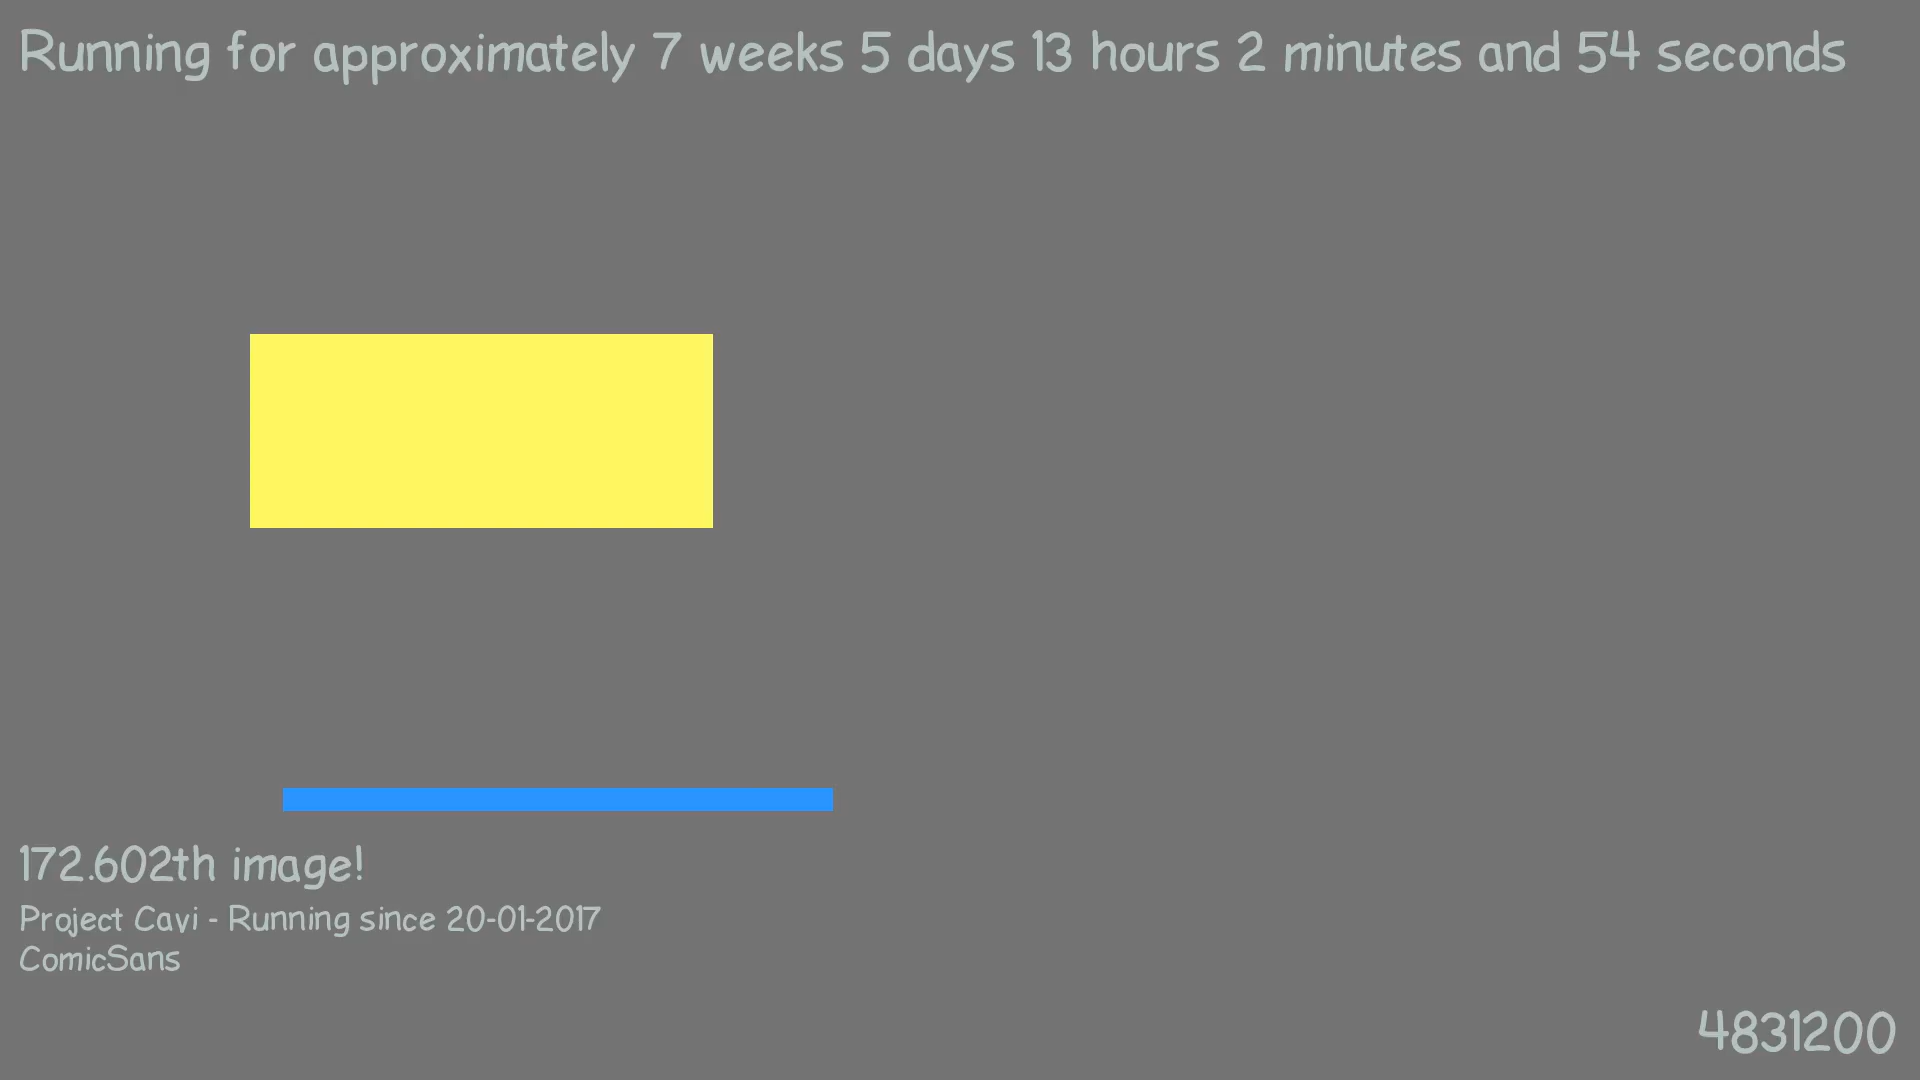 Running for approximately 7 weeks 5 days 13 hours 2 minutes and 54 seconds
172.602th image!
Project Cavi - Running since 20-01-2017
ComicSans
4831200